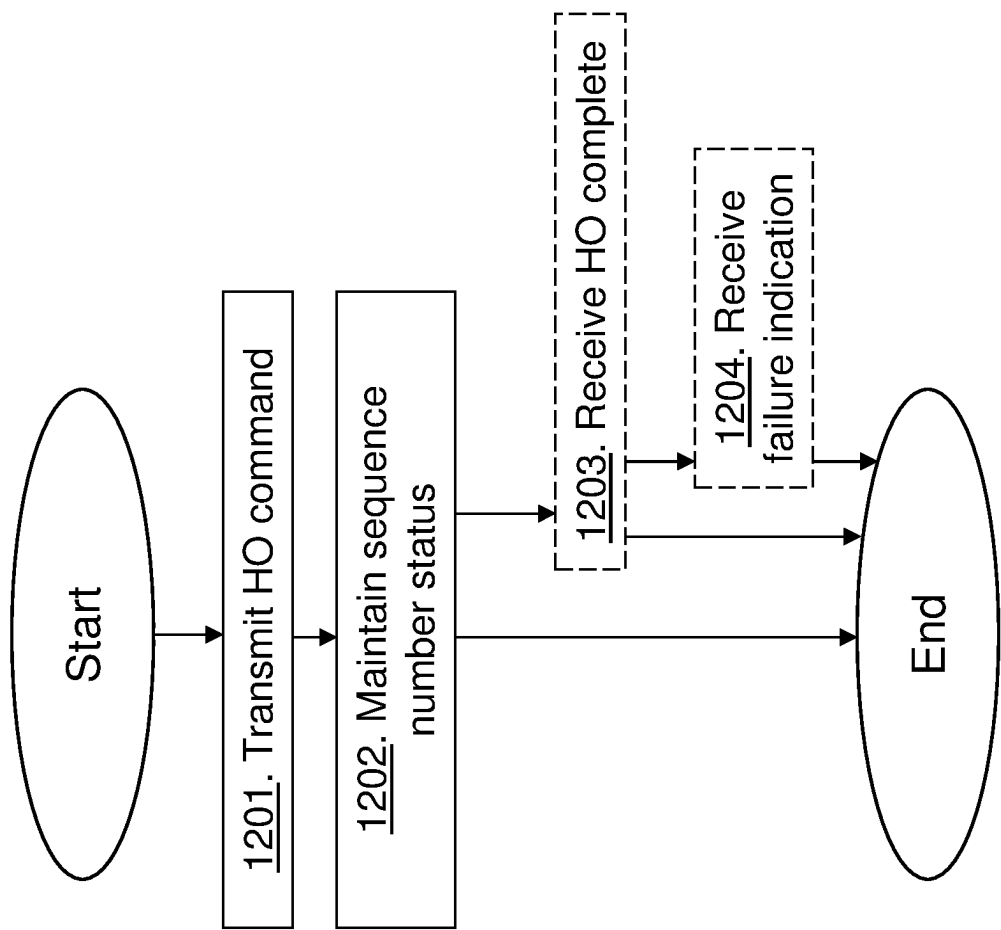 Start
1201. Transmit HO command
1202. Maintain sequence
number status
1203. Receive HO complete
1204. Receive
failure indication
End